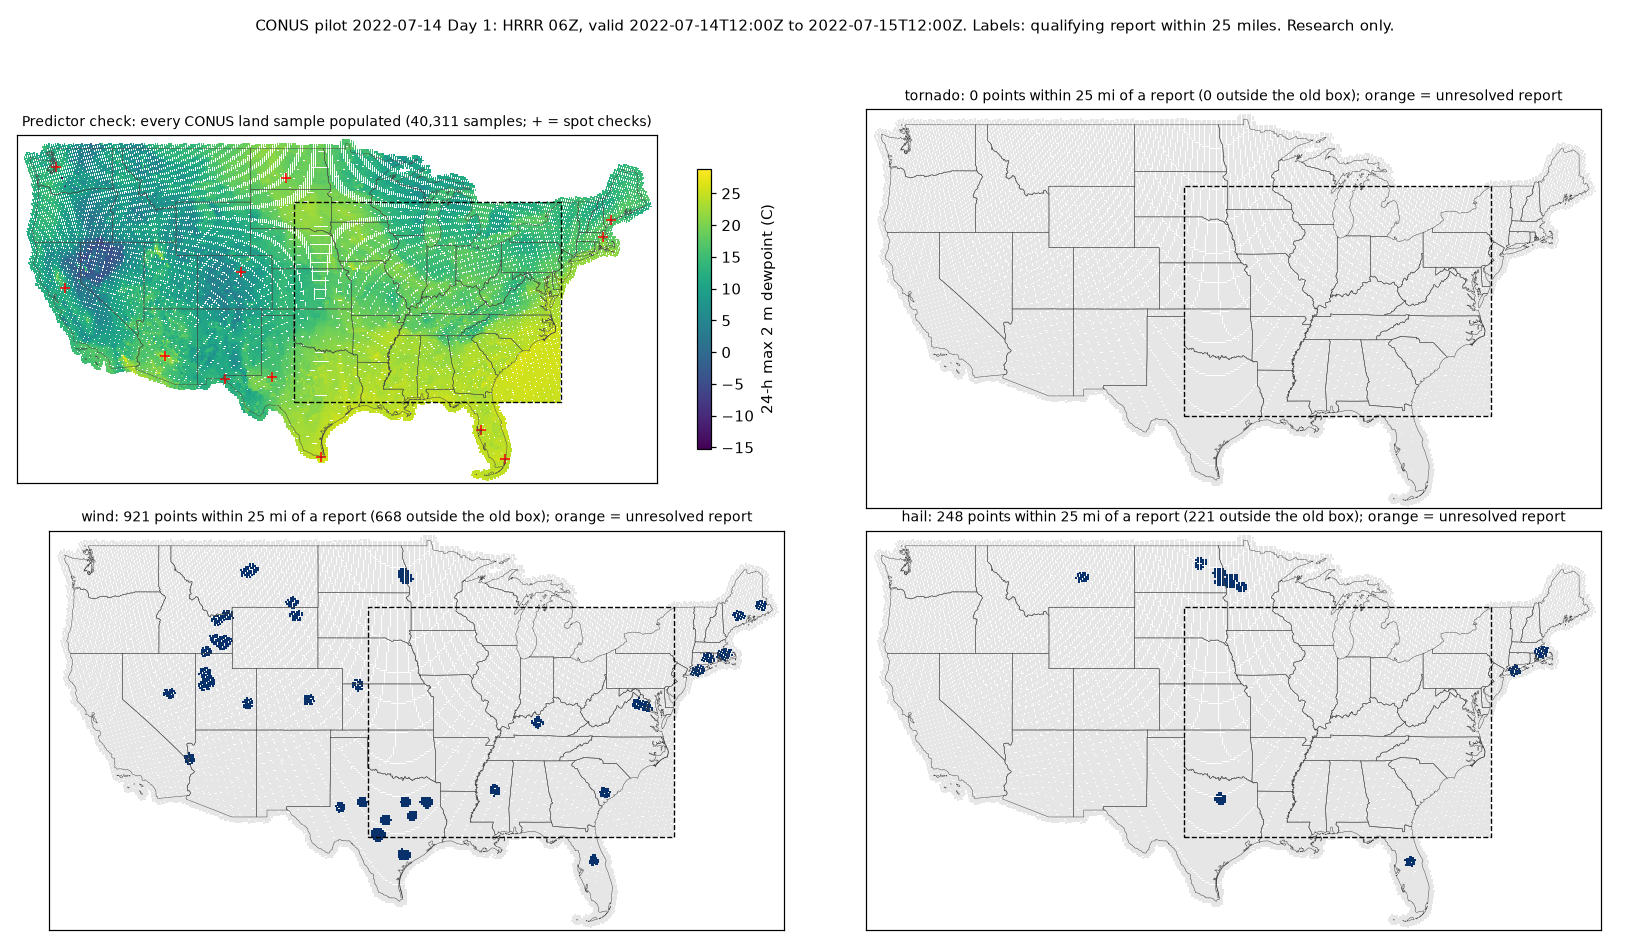 CONUS pilot 2022-07-14 Day 1: HRRR 06Z, valid 2022-07-14T12:00Z to 2022-07-15T12:00Z. Labels: qualifying report within 25 miles. Research only.
Predictor check: every CONUS land sample populated (40,311 samples; + = spot checks)
25
20
15
10
5
0
−5
−10
−15
24-h max 2 m dewpoint (C)
tornado: 0 points within 25 mi of a report (0 outside the old box); orange = unresolved report
wind: 921 points within 25 mi of a report (668 outside the old box); orange = unresolved report
hail: 248 points within 25 mi of a report (221 outside the old box); orange = unresolved report